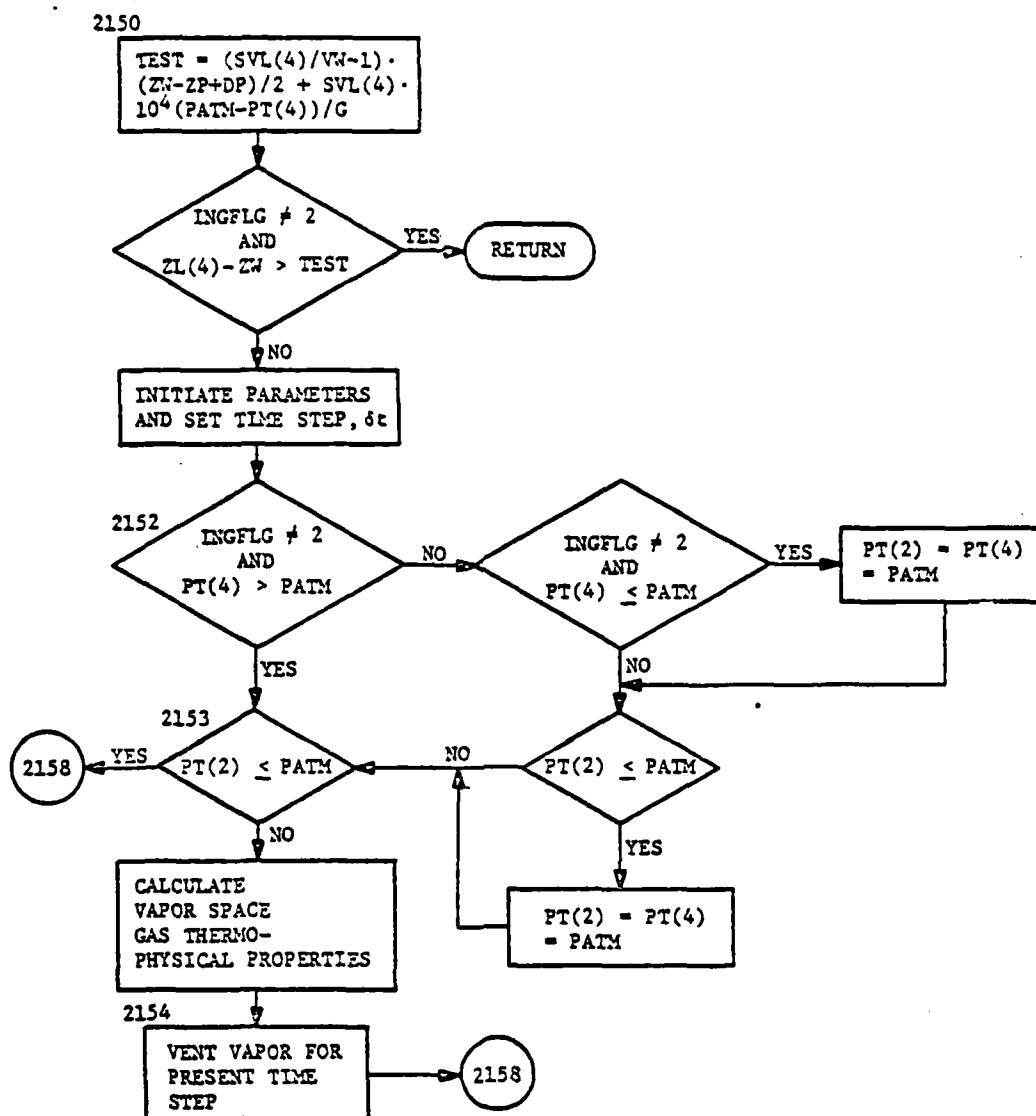 2150
TEST = (SVL(4)/VW-1)·
(ZW-ZP+DP)/2 + SVL(4)·
10⁴(PATM-PT(4))/G
INGFLG ≠ 2
AND
ZL(4)-ZW > TEST
YES
RETURN
NO
INITIATE PARAMETERS
AND SET TIME STEP, δt
2152
INGFLG ≠ 2
AND
PT(4) > PATM
NO
INGFLG ≠ 2
AND
PT(4) ≤ PATM
YES
PT(2) = PT(4)
= PATM
YES
NO
2153
2158
YES
PT(2) ≤ PATM
NO
PT(2) ≤ PATM
NO
YES
CALCULATE
VAPOR SPACE
GAS THERMO-
PHYSICAL PROPERTIES
PT(2) = PT(4)
= PATM
2154
VENT VAPOR FOR
PRESENT TIME
STEP
2158